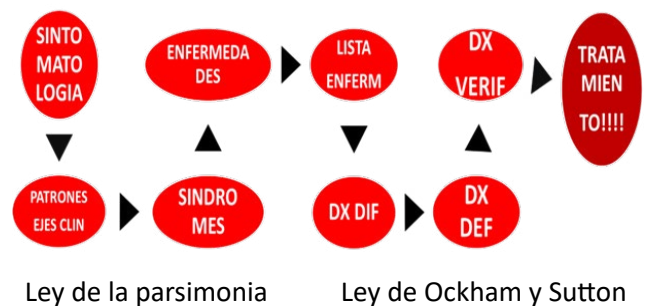 SINTO
MATO
LOGIA
PATRONES
EJES CLIN
SINDRO
MES
ENFERMEDA
DES
LISTA
ENFERM
DX DIF
DX
DEF
DX
VERIF
TRATA
MIEN
TO!!!!
Ley de la parsimonia
Ley de Ockham y Sutton